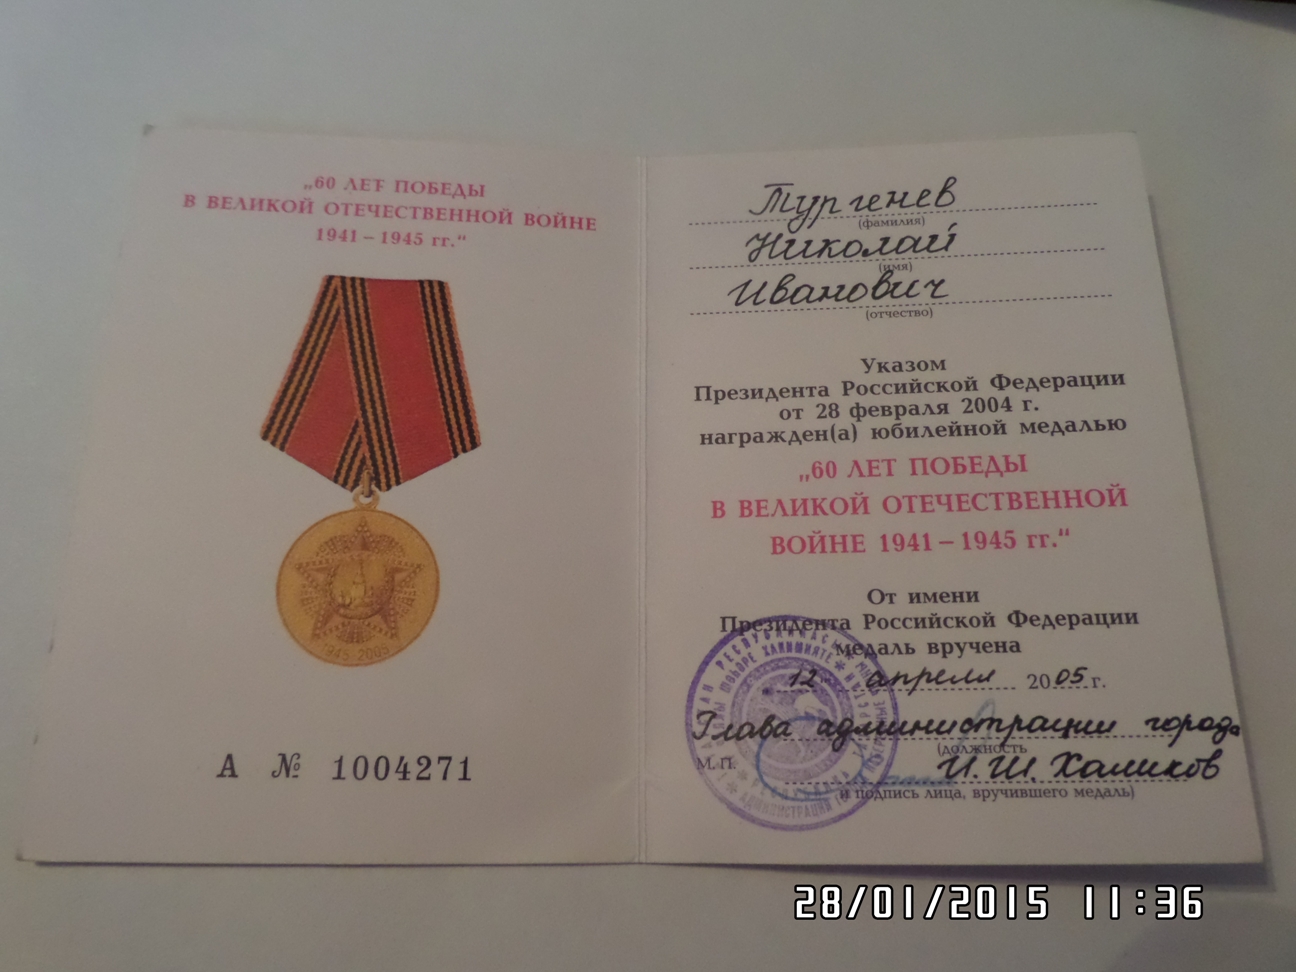 „60 ЛЕТ ПОБЕДЫ
В ВЕЛИКОЙ ОТЕЧЕСТВЕННОЙ ВОЙНЕ
1941 – 1945 гг.“
1945 2005
А № 1004271
Тургенев
(фамилия)
Николай
(имя)
Иванович
(отчество)
Указом
Президента Российской Федерации
от 28 февраля 2004 г.
награжден(а) юбилейной медалью
„60 ЛЕТ ПОБЕДЫ
В ВЕЛИКОЙ ОТЕЧЕСТВЕННОЙ
ВОЙНЕ 1941 – 1945 гг.“
От имени
Президента Российской Федерации
медаль вручена
12 апреля 2005 г.
Глава администрации города
(должность
М. П.
И.Ш. Халиков
и подпись лица, вручившего медаль)
28/01/2015 11:36